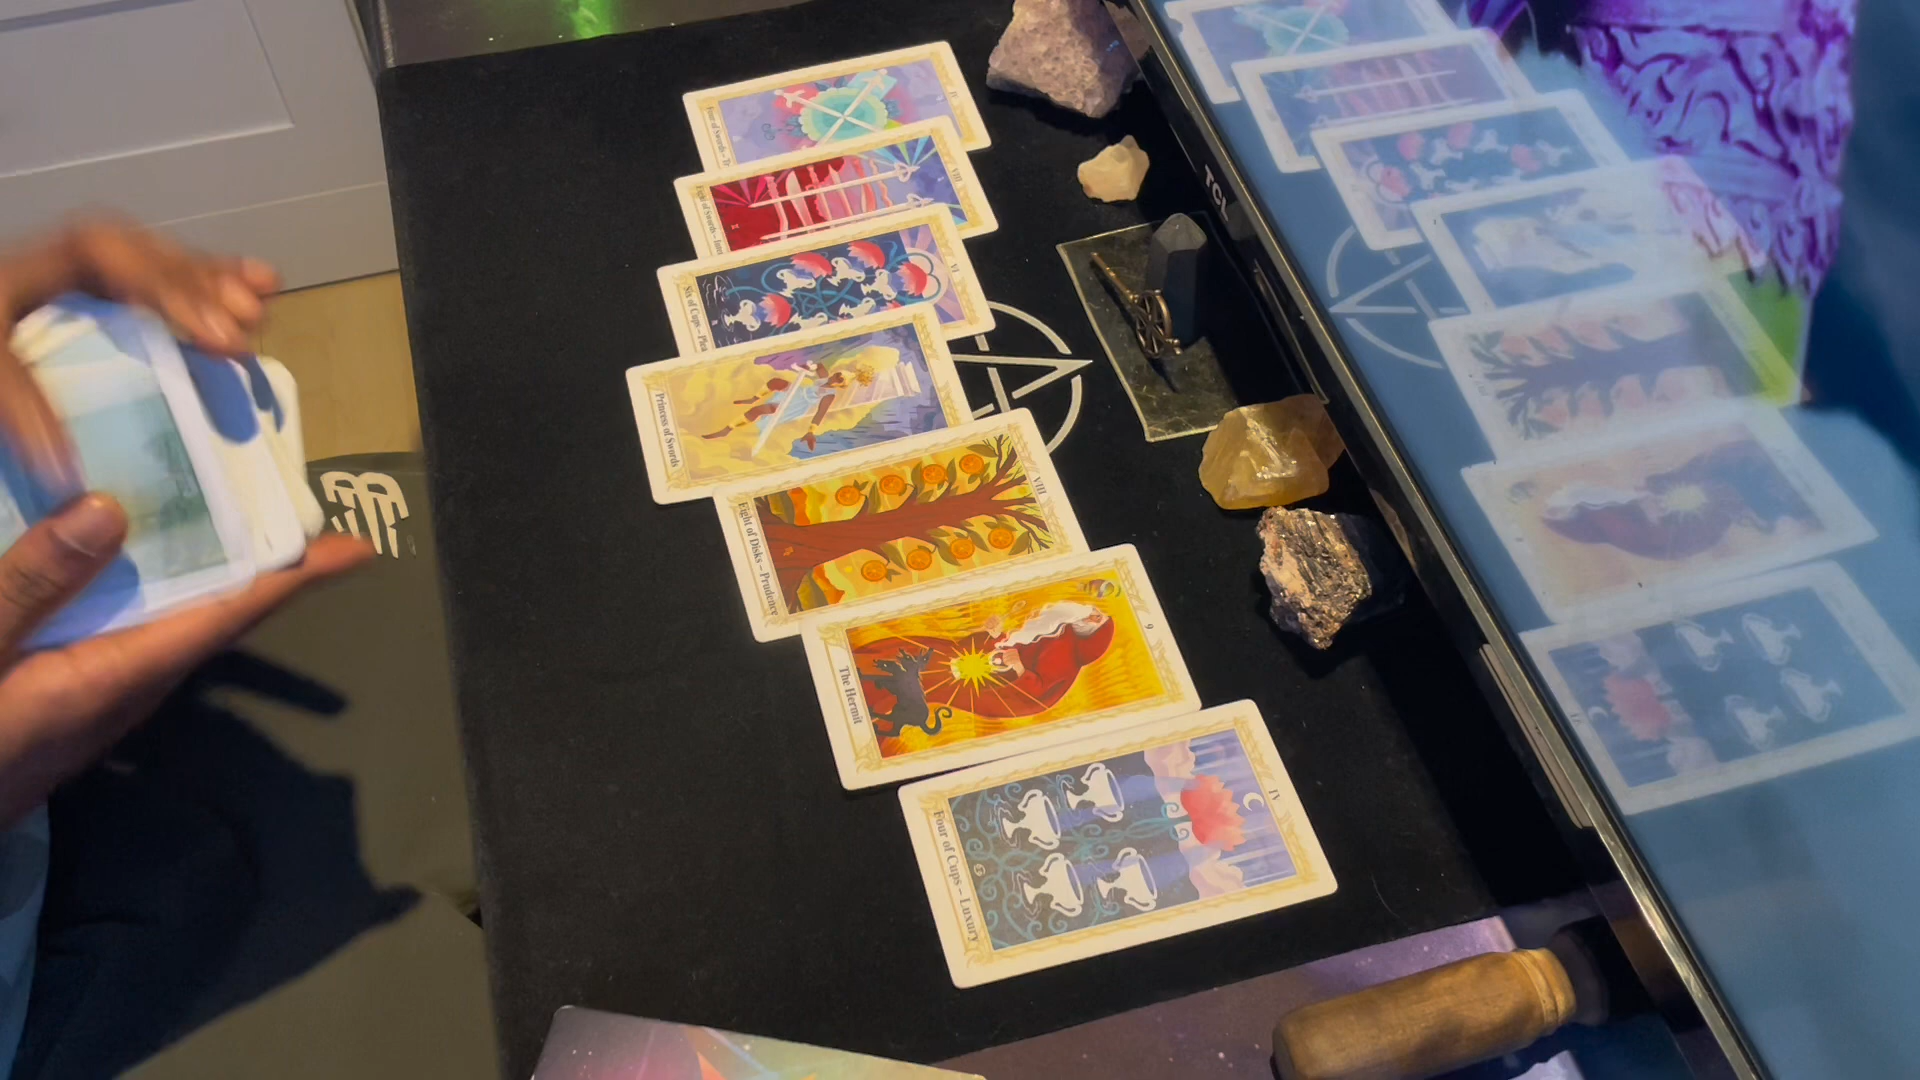 IV
Four of Swords – Tr
VIII
Eight of Swords – Inte
VI
Six of Cups – Plea
Princess of Swords
VIII
Eight of Disks – Prudence
9
The Hermit
IV
Four of Cups – Luxury
TCL